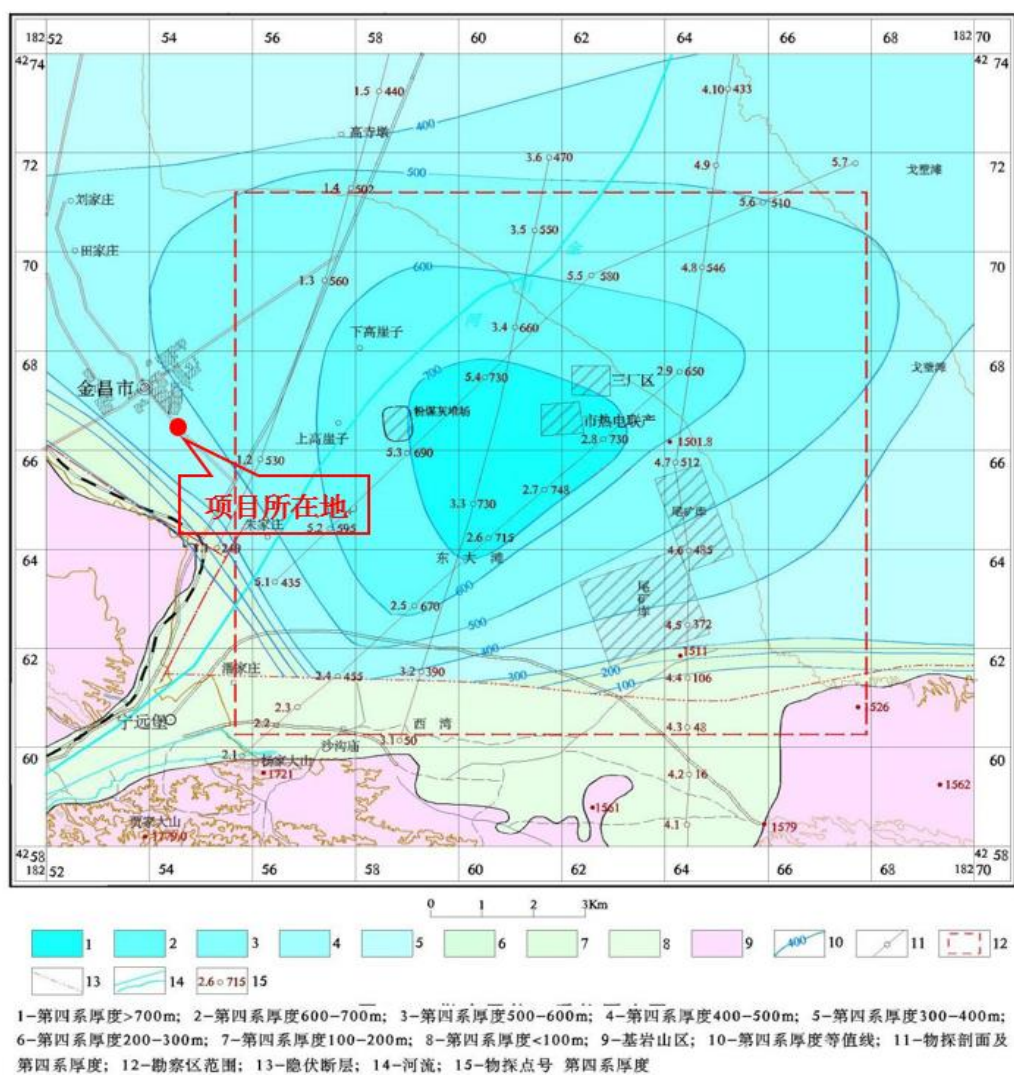 182 52 54 56 58 60 62 64 66 68 182 70
42 74
42 74
1.5 440
4.10 433
高寺墩
400
72
3.6 470
4.9
5.7
72
戈壁滩
500
1.4 502
刘家庄
5.6 510
3.5 550
田家庄
70
金
70
600
4.8 546
1.3 560
5.5 580
川
河
3.4 660
下高崖子
68
68
700
2.9 650
戈壁滩
5.4 730
三厂区
金昌市
粉煤灰堆场
市热电联产
上高崖子
2.8 730
1501.8
66
1.2 530
5.3 690
4.7 512
66
2.7 748
项目所在地
3.3 730
尾矿库
朱家庄
5.2 595
2.6 715
64
东大滩
4.6 485
64
5.1 435
600
尾矿库
2.5 670
500
4.5 372
62
400
1511
62
潘家庄
2.4 455
3.2 390
300
200
4.4 106
100
2.3
1526
宁远堡
2.2
西湾
4.3 48
沙沟庙
3.1 50
60
2.1
杨家大山
60
1721
4.2 16
1562
1561
贾家大山
4.1
1579
42 58
42 58
182 52 54 56 58 60 62 64 66 68 182 70
0 1 2 3Km
1 2 3 4 5 6 7 8 9 400 10 11 12
13 14 2.6 715 15
1-第四系厚度>700m; 2-第四系厚度600-700m; 3-第四系厚度500-600m; 4-第四系厚度400-500m; 5-第四系厚度300-400m;
6-第四系厚度200-300m; 7-第四系厚度100-200m; 8-第四系厚度<100m; 9-基岩山区; 10-第四系厚度等值线; 11-物探剖面及
第四系厚度; 12-勘察区范围; 13-隐伏断层; 14-河流; 15-物探点号 第四系厚度